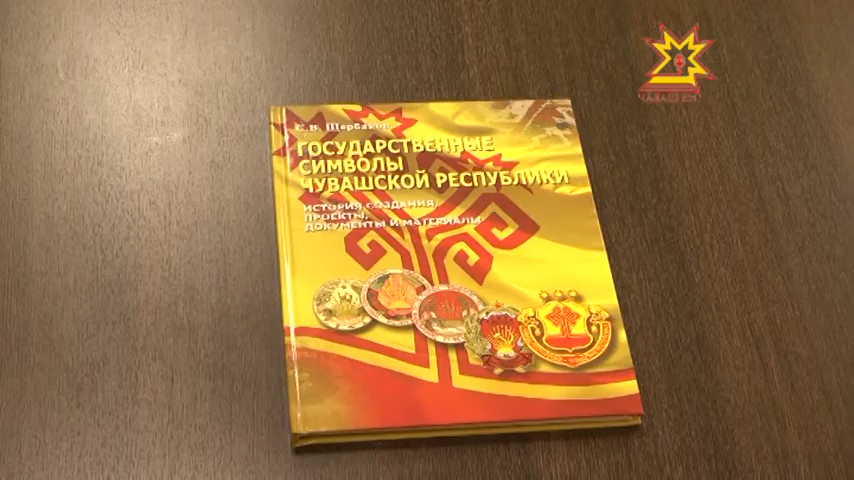 С.В. Щербаков
ГОСУДАРСТВЕННЫЕ
СИМВОЛЫ
ЧУВАШСКОЙ РЕСПУБЛИКИ
ИСТОРИЯ СОЗДАНИЯ,
ПРОЕКТЫ,
ДОКУМЕНТЫ И МАТЕРИАЛЫ